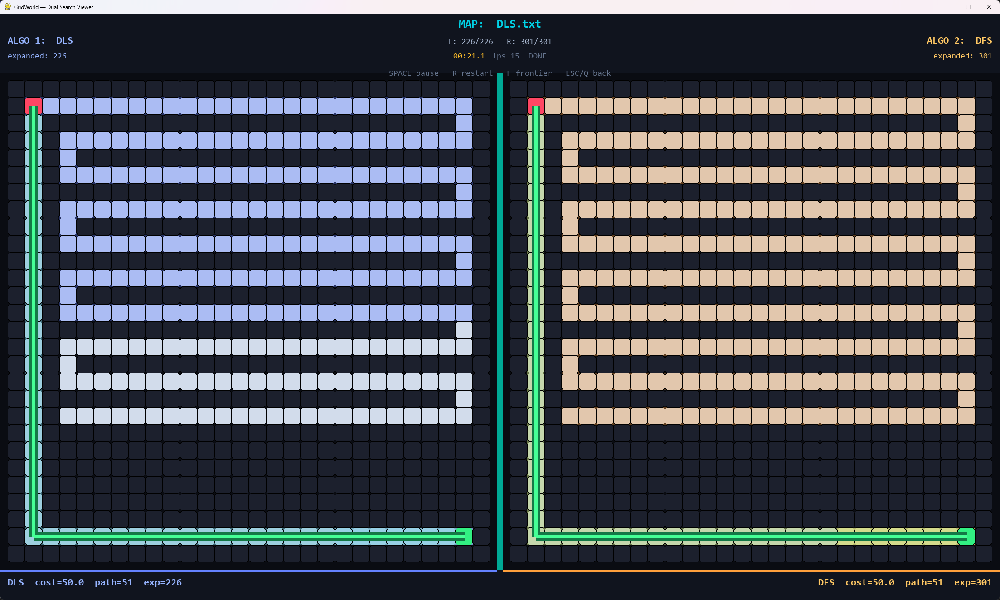 GridWorld — Dual Search Viewer
MAP:  DLS.txt
ALGO 1:  DLS
L: 226/226   R: 301/301
ALGO 2:  DFS
expanded: 226
00:21.1  fps 15  DONE
expanded: 301
SPACE pause   R restart   F frontier   ESC/Q back
DLS  cost=50.0  path=51  exp=226
DFS  cost=50.0  path=51  exp=301